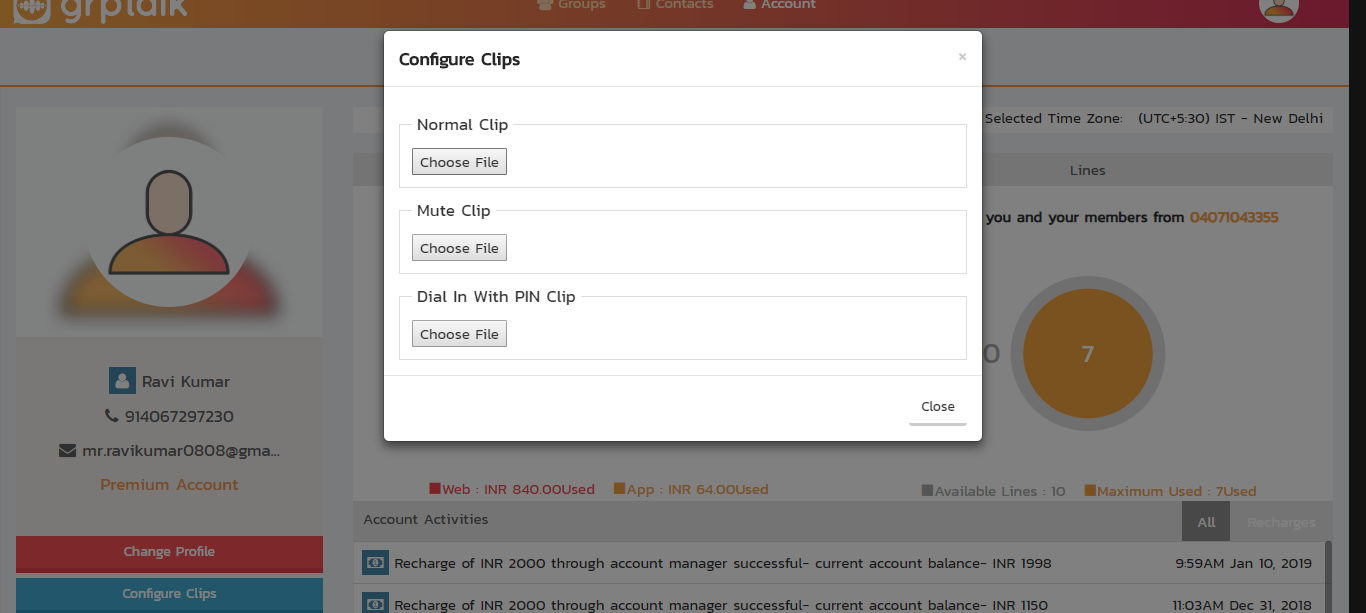 grptalk
Groups Contacts Account
Configure Clips ×
Selected Time Zone: (UTC+5:30) IST - New Delhi
Normal Clip
Choose File
Lines
Mute Clip
you and your members from 04071043355
Choose File
Dial In With PIN Clip
Choose File
0 7
Ravi Kumar
914067297230
Close
mr.ravikumar0808@gma...
Premium Account
Web : INR 840.00Used App : INR 64.00Used Available Lines : 10 Maximum Used : 7Used
Account Activities All Recharges
Change Profile
Recharge of INR 2000 through account manager successful- current account balance- INR 1998 9:59AM Jan 10, 2019
Configure Clips
Recharge of INR 2000 through account manager successful- current account balance- INR 1150 11:03AM Dec 31, 2018